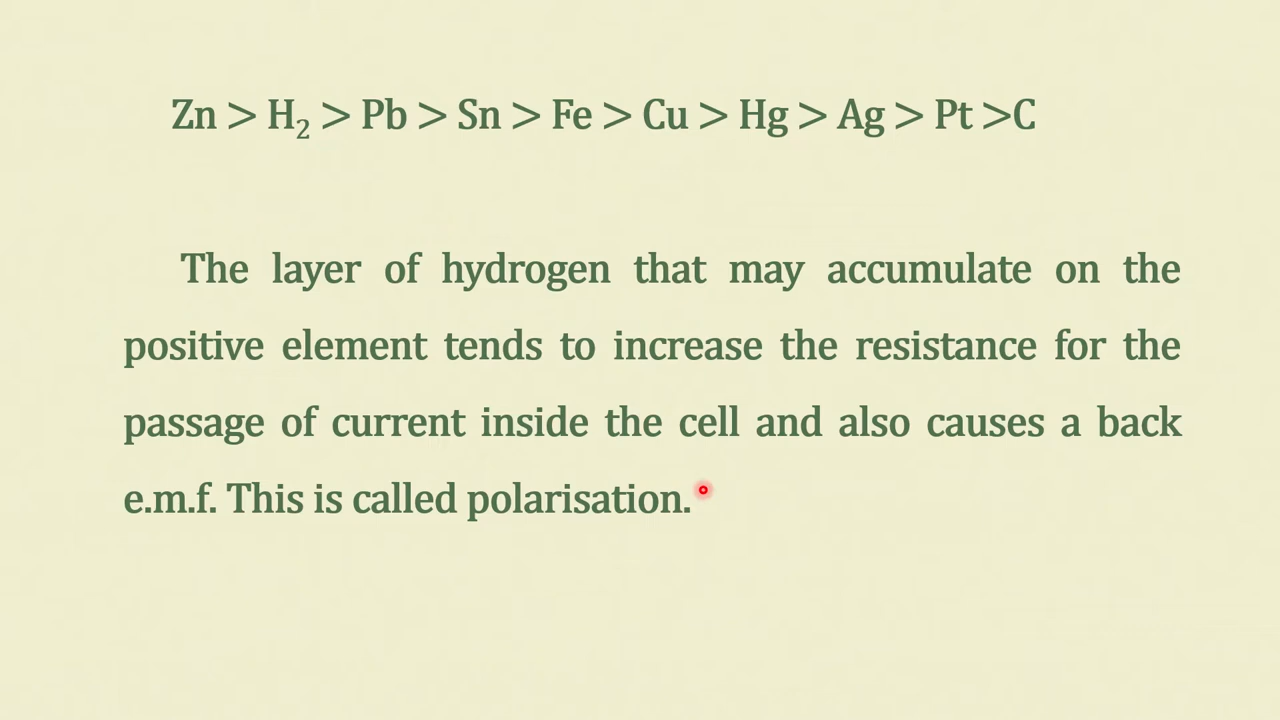 Zn > H₂ > Pb > Sn > Fe > Cu > Hg > Ag > Pt >C
The layer of hydrogen that may accumulate on the
positive element tends to increase the resistance for the
passage of current inside the cell and also causes a back
e.m.f. This is called polarisation.